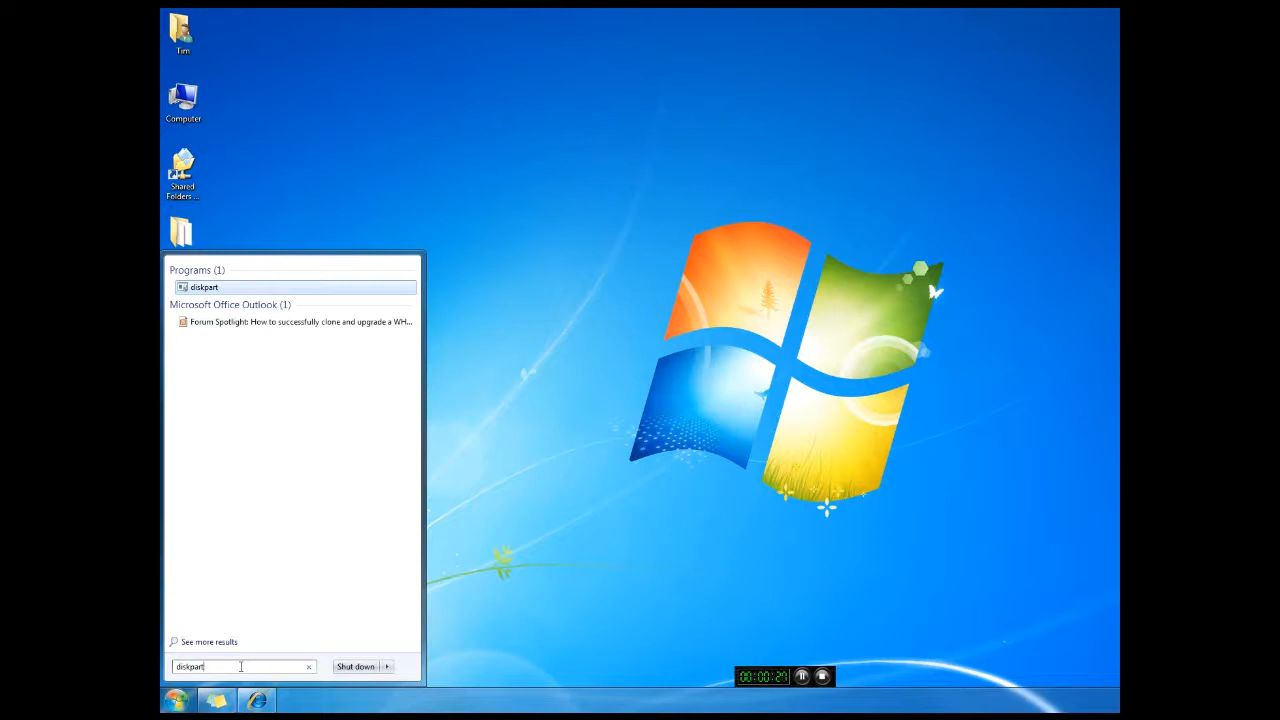 Tim
Computer
Shared
Folders ...
Programs (1)
diskpart
Microsoft Office Outlook (1)
Forum Spotlight: How to successfully clone and upgrade a WH...
See more results
diskpart
Shut down
00:00:27